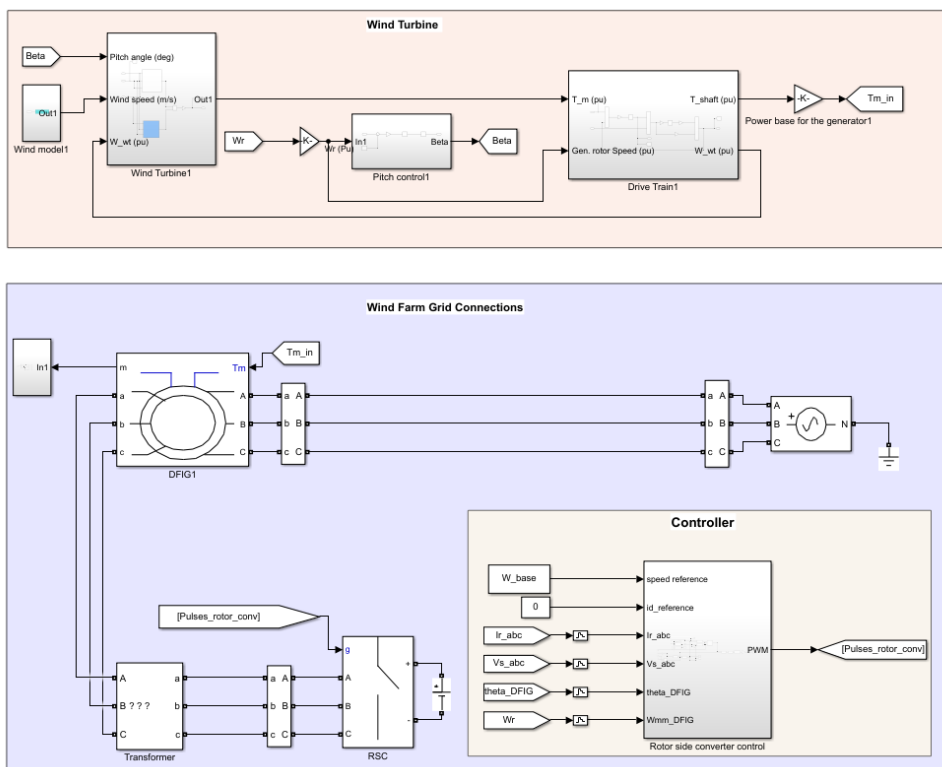 Wind Turbine
Beta
Pitch angle (deg)
Wind speed (m/s)
Out1
W_wt (pu)
Wind Turbine1
Out1
Wind model1
Wr
-K-
Wr (Pu)
In1
Beta
Pitch control1
Beta
T_m (pu)
T_shaft (pu)
Gen. rotor Speed (pu)
W_wt (pu)
Drive Train1
-K-
Power base for the generator1
Tm_in
Wind Farm Grid Connections
In1
m
Tm
Tm_in
a
A
b
B
c
C
DFIG1
a A
b B
c C
a A
b B
c C
A
B
C
+
N
Controller
W_base
speed reference
0
id_reference
Ir_abc
Ir_abc
Vs_abc
Vs_abc
theta_DFIG
theta_DFIG
Wr
Wmm_DFIG
PWM
[Pulses_rotor_conv]
Rotor side converter control
[Pulses_rotor_conv]
A
a
B ? ? ?
b
C
c
Transformer
a A
b B
c C
g
A
B
C
+
-
RSC
+